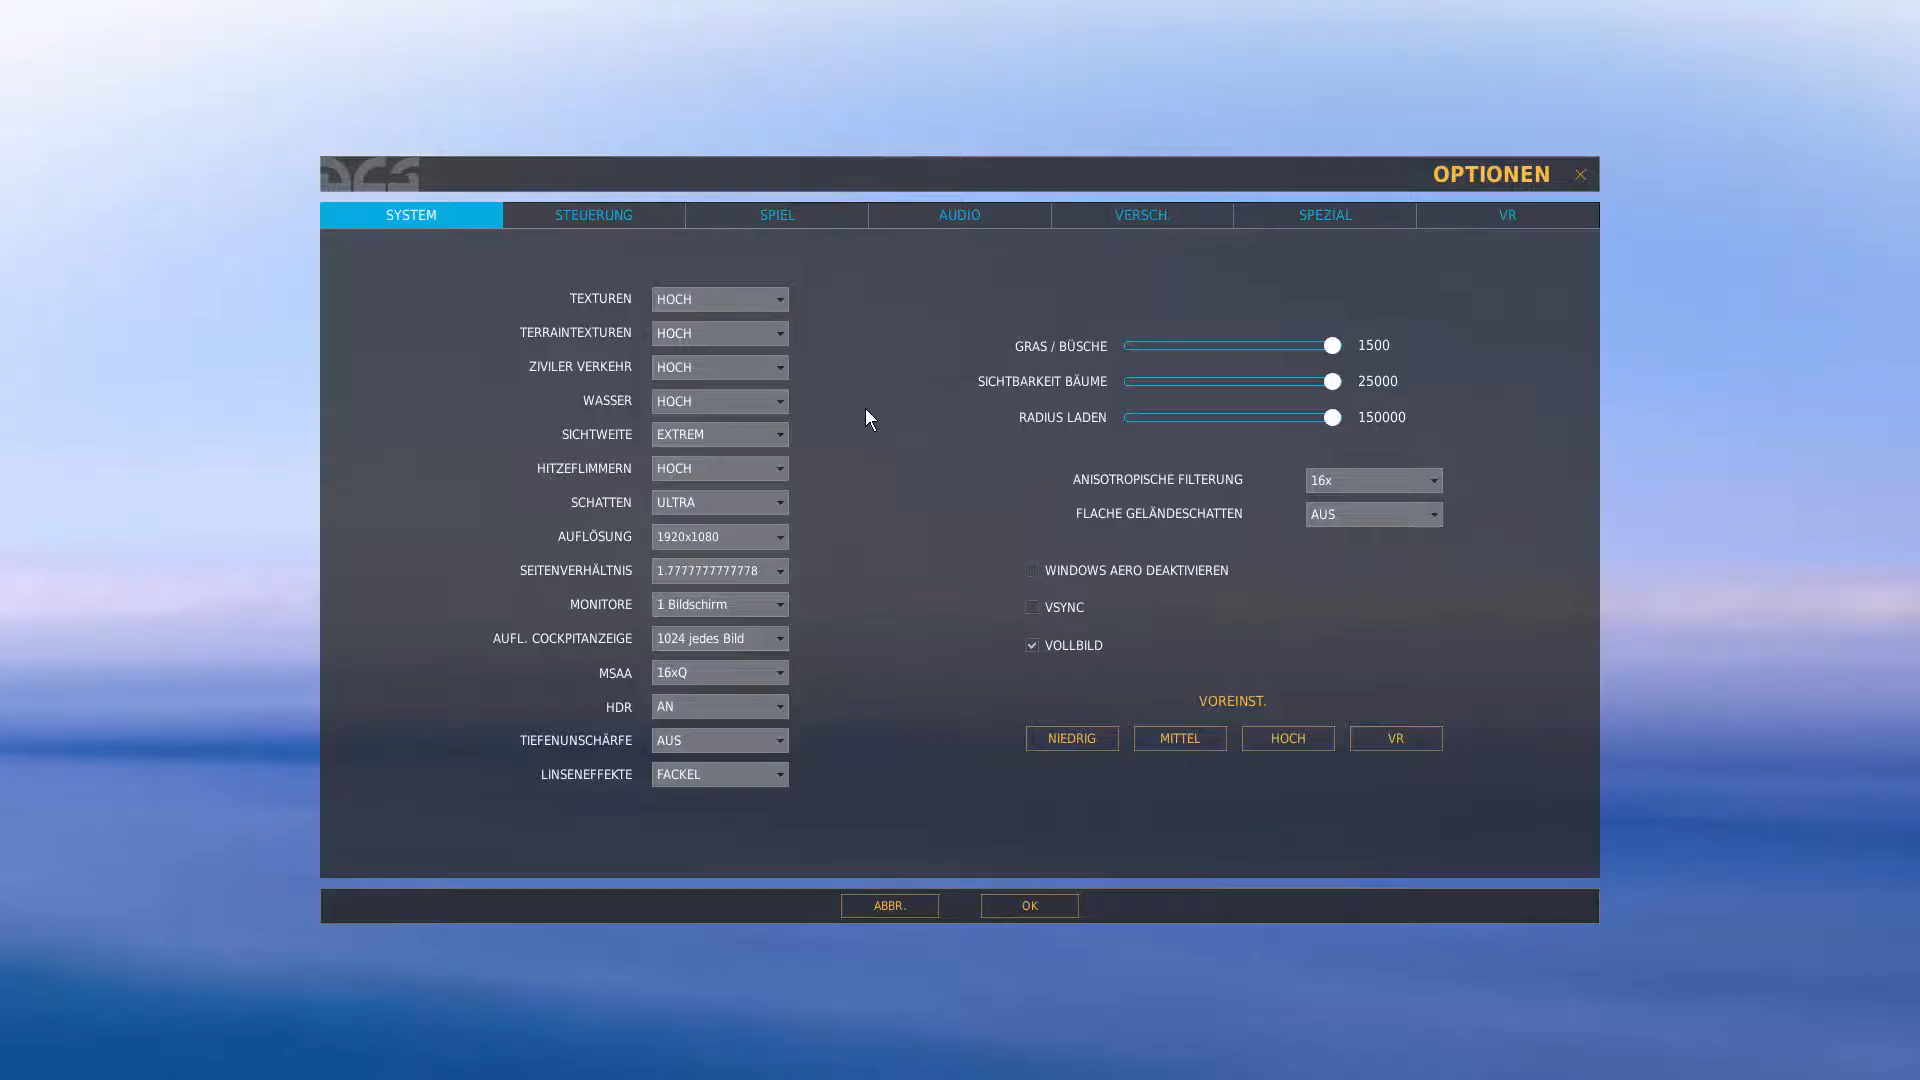 DCS
OPTIONEN
SYSTEM STEUERUNG SPIEL AUDIO VERSCH. SPEZIAL VR
TEXTUREN HOCH
TERRAINTEXTUREN HOCH
ZIVILER VERKEHR HOCH
WASSER HOCH
SICHTWEITE EXTREM
HITZEFLIMMERN HOCH
SCHATTEN ULTRA
AUFLÖSUNG 1920x1080
SEITENVERHÄLTNIS 1.7777777777778
MONITORE 1 Bildschirm
AUFL. COCKPITANZEIGE 1024 jedes Bild
MSAA 16xQ
HDR AN
TIEFENUNSCHÄRFE AUS
LINSENEFFEKTE FACKEL
GRAS / BÜSCHE 1500
SICHTBARKEIT BÄUME 25000
RADIUS LADEN 150000
ANISOTROPISCHE FILTERUNG 16x
FLACHE GELÄNDESCHATTEN AUS
WINDOWS AERO DEAKTIVIEREN
VSYNC
VOLLBILD
VOREINST.
NIEDRIG MITTEL HOCH VR
ABBR. OK